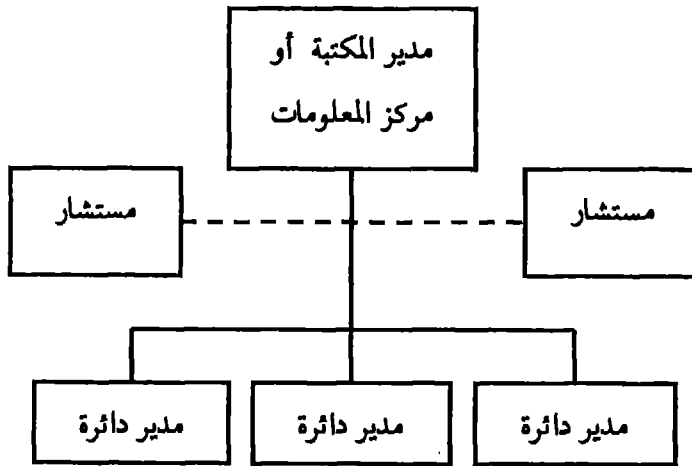 مدير المكتبة أو
مركز المعلومات
مستشار
مستشار
مدير دائرة
مدير دائرة
مدير دائرة